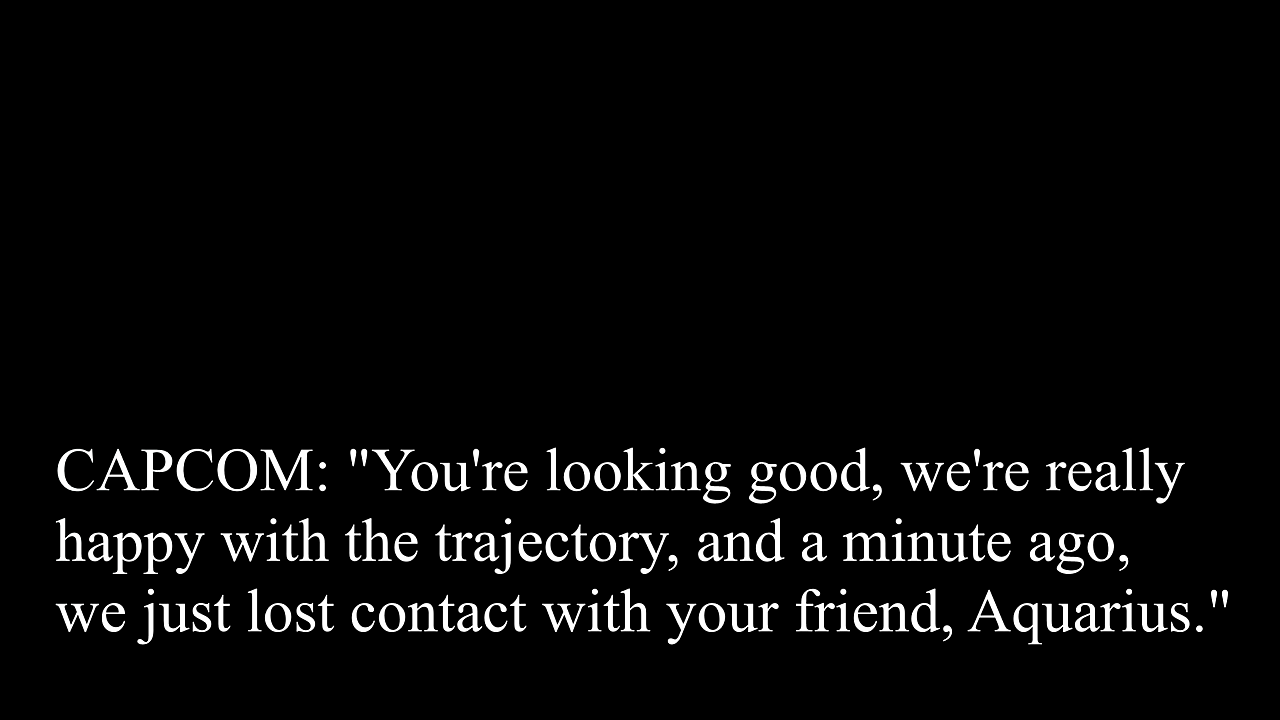 CAPCOM: "You're looking good, we're really
happy with the trajectory, and a minute ago,
we just lost contact with your friend, Aquarius."